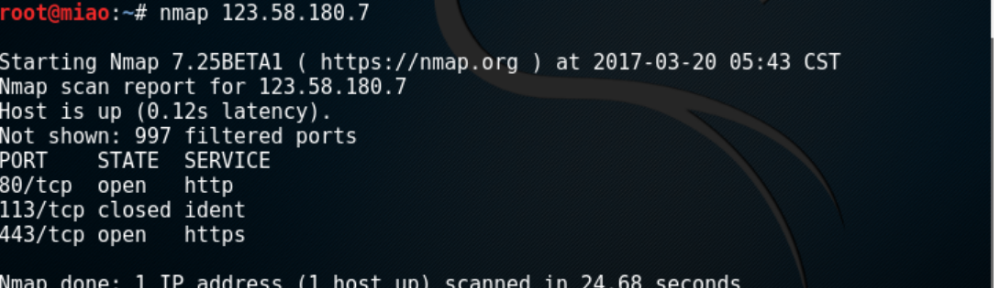 root@miao:~# nmap 123.58.180.7
Starting Nmap 7.25BETA1 ( https://nmap.org ) at 2017-03-20 05:43 CST
Nmap scan report for 123.58.180.7
Host is up (0.12s latency).
Not shown: 997 filtered ports
PORT    STATE  SERVICE
80/tcp  open   http
113/tcp closed ident
443/tcp open   https
Nmap done: 1 IP address (1 host up) scanned in 24.68 seconds